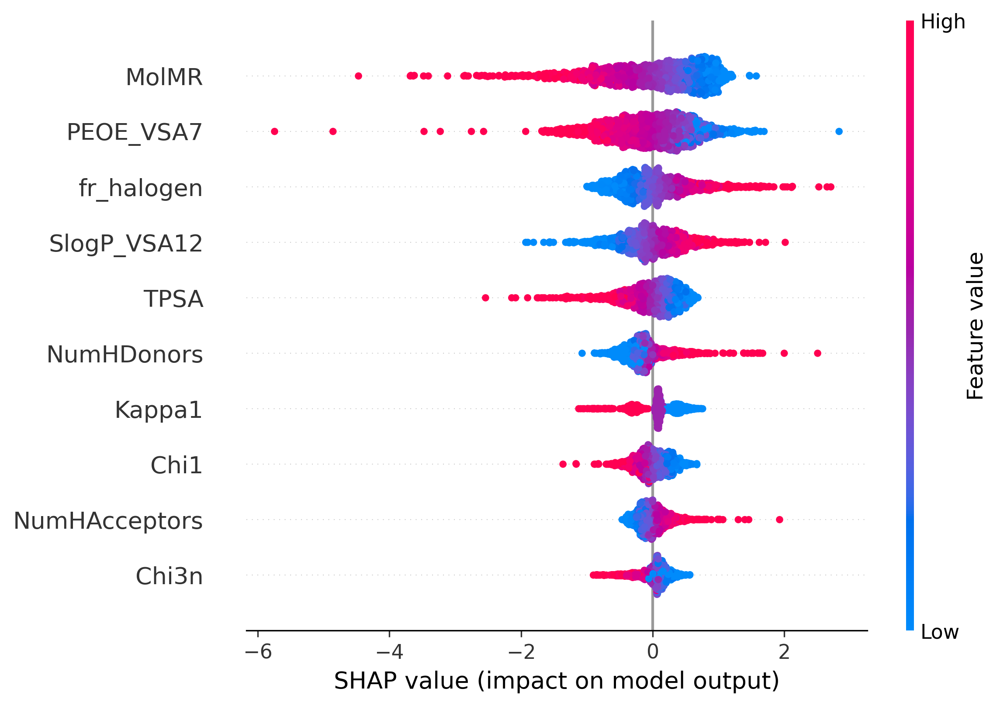 High
MolMR
PEOE_VSA7
fr_halogen
SlogP_VSA12
TPSA
NumHDonors
Kappa1
Chi1
NumHAcceptors
Chi3n
Feature value
Low
−6 −4 −2 0 2
SHAP value (impact on model output)